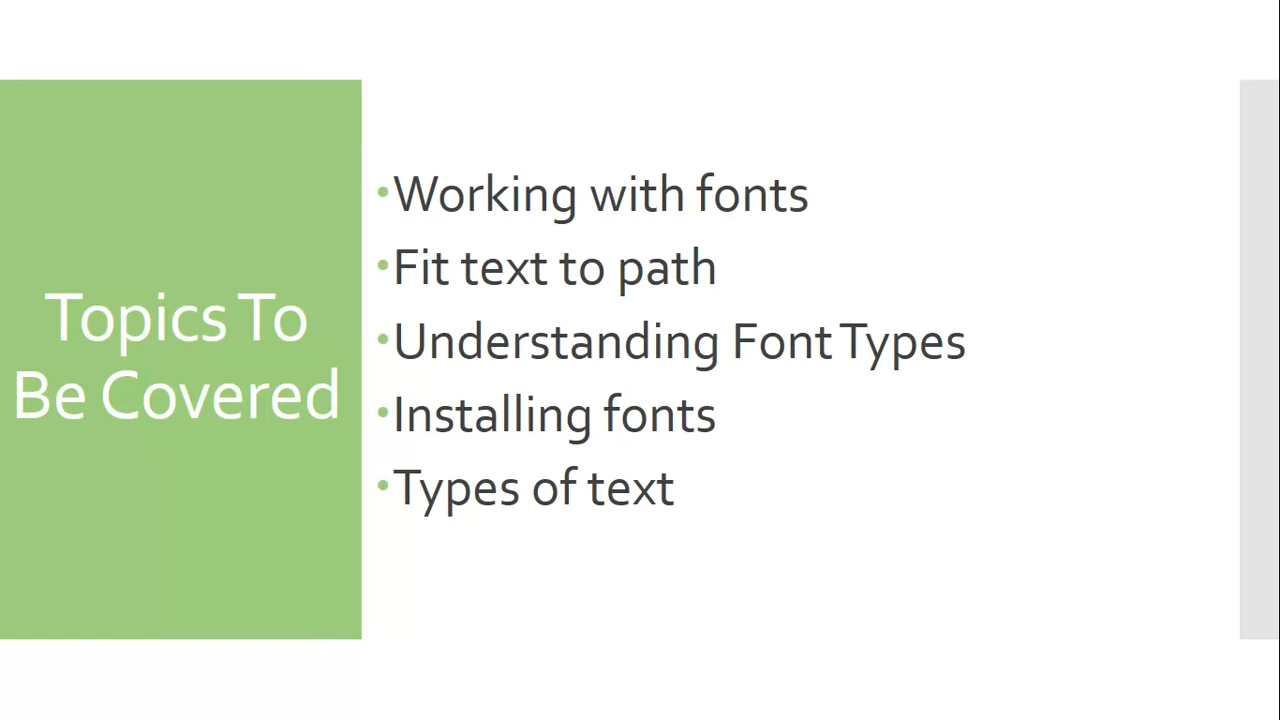 Topics To
Be Covered
•Working with fonts
•Fit text to path
•Understanding Font Types
•Installing fonts
•Types of text